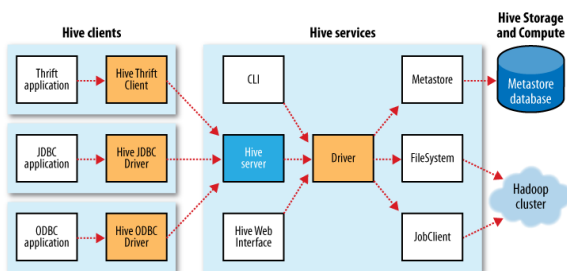 Hive clients
Hive services
Hive Storage
and Compute
Thrift
application
Hive Thrift
Client
CLI
Metastore
Metastore
database
JDBC
application
Hive JDBC
Driver
Hive
server
Driver
FileSystem
Hadoop
cluster
ODBC
application
Hive ODBC
Driver
Hive Web
Interface
JobClient